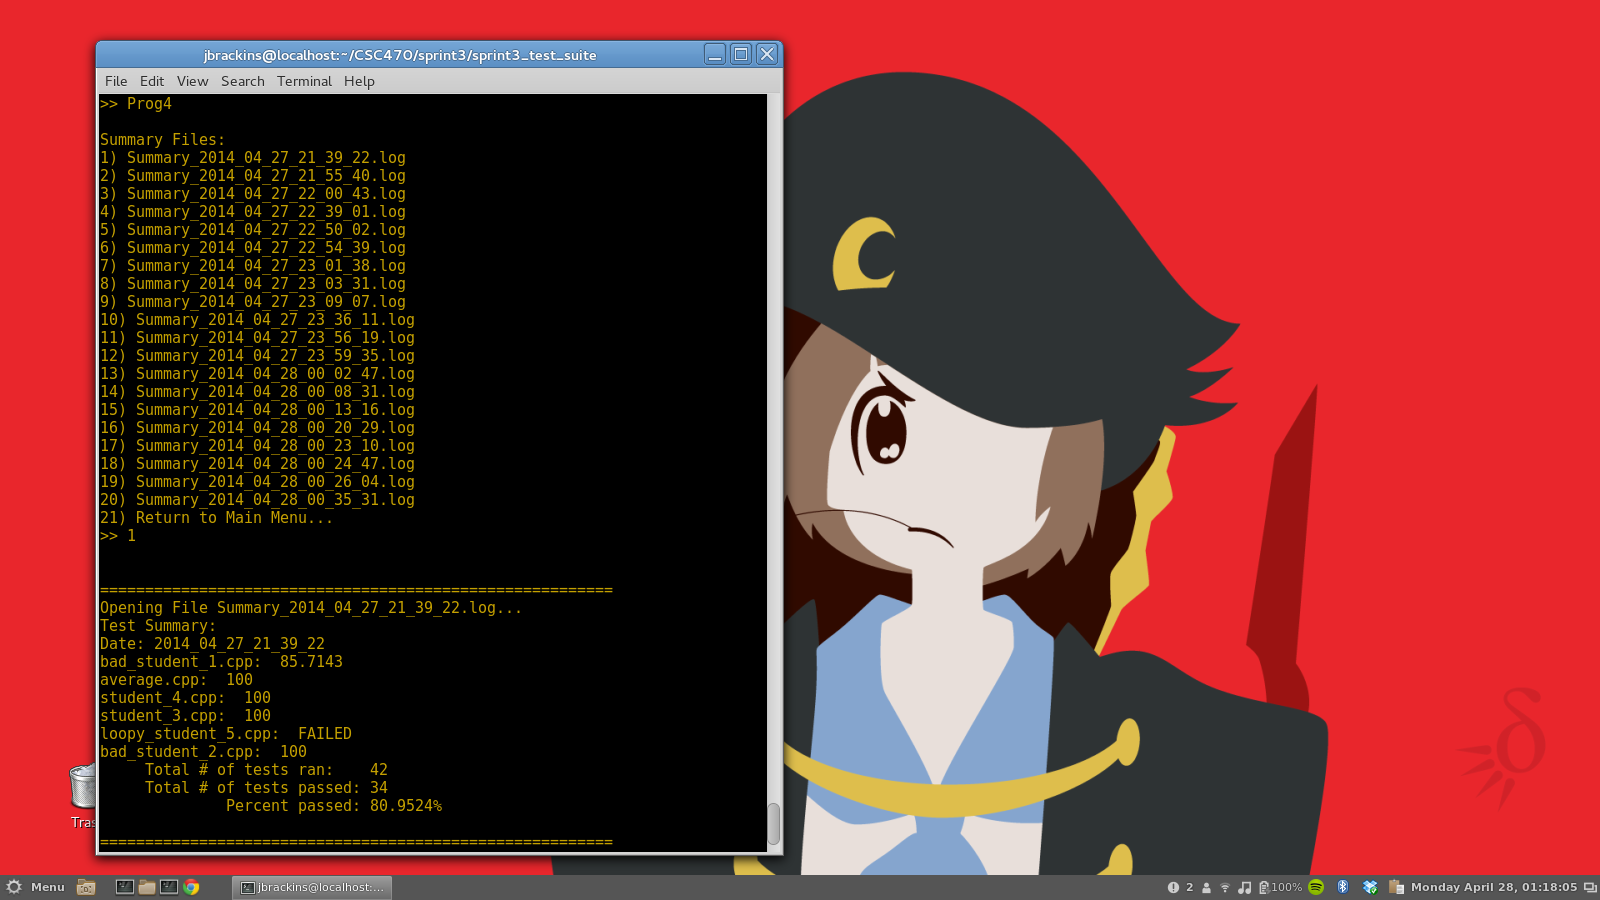 jbrackins@localhost:~/CSC470/sprint3/sprint3_test_suite
File Edit View Search Terminal Help
>> Prog4
Summary Files:
1) Summary_2014_04_27_21_39_22.log
2) Summary_2014_04_27_21_55_40.log
3) Summary_2014_04_27_22_00_43.log
4) Summary_2014_04_27_22_39_01.log
5) Summary_2014_04_27_22_50_02.log
6) Summary_2014_04_27_22_54_39.log
7) Summary_2014_04_27_23_01_38.log
8) Summary_2014_04_27_23_03_31.log
9) Summary_2014_04_27_23_09_07.log
10) Summary_2014_04_27_23_36_11.log
11) Summary_2014_04_27_23_56_19.log
12) Summary_2014_04_27_23_59_35.log
13) Summary_2014_04_28_00_02_47.log
14) Summary_2014_04_28_00_08_31.log
15) Summary_2014_04_28_00_13_16.log
16) Summary_2014_04_28_00_20_29.log
17) Summary_2014_04_28_00_23_10.log
18) Summary_2014_04_28_00_24_47.log
19) Summary_2014_04_28_00_26_04.log
20) Summary_2014_04_28_00_35_31.log
21) Return to Main Menu...
>> 1
=========================================================
Opening File Summary_2014_04_27_21_39_22.log...
Test Summary:
Date: 2014_04_27_21_39_22
bad_student_1.cpp:  85.7143
average.cpp:  100
student_4.cpp:  100
student_3.cpp:  100
loopy_student_5.cpp:  FAILED
bad_student_2.cpp:  100
Total # of tests ran:    42
Total # of tests passed: 34
Percent passed: 80.9524%
=========================================================
Tras
δ
Menu
jbrackins@localhost:...
2
100%
Monday April 28, 01:18:05